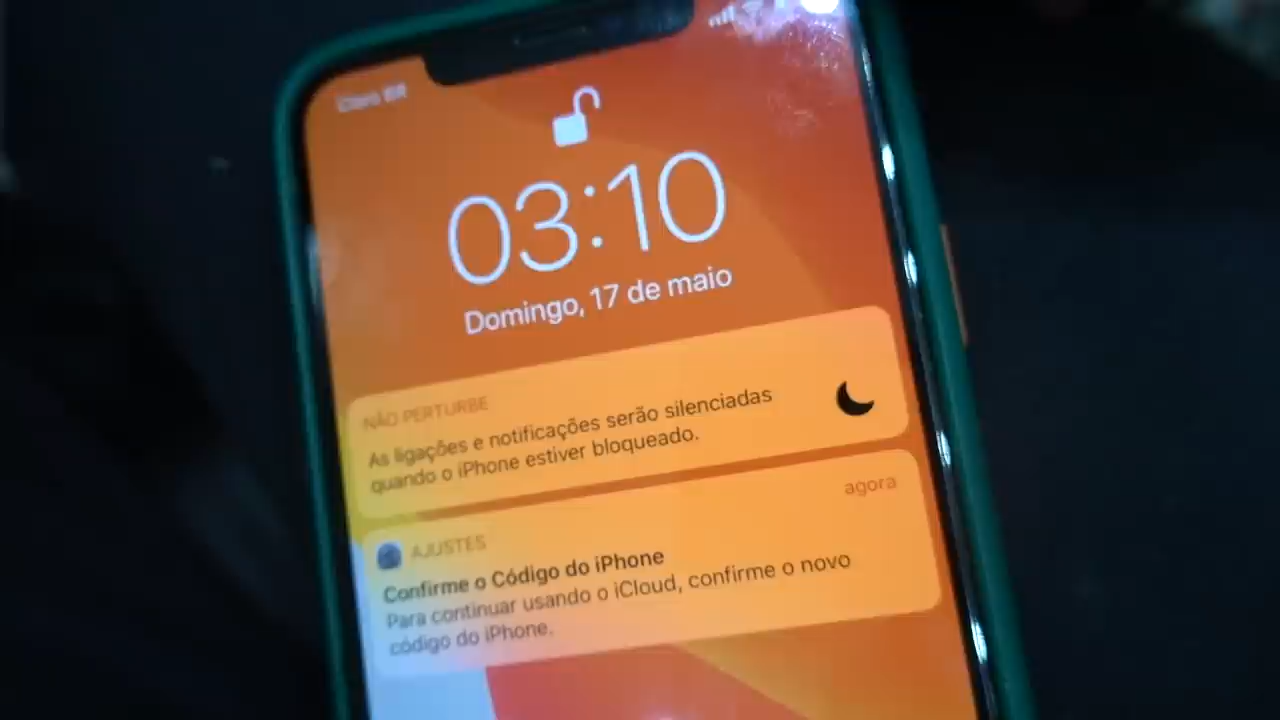 Claro BR
03:10
Domingo, 17 de maio
NÃO PERTURBE
As ligações e notificações serão silenciadas
quando o iPhone estiver bloqueado.
agora
AJUSTES
Confirme o Código do iPhone
Para continuar usando o iCloud, confirme o novo
código do iPhone.